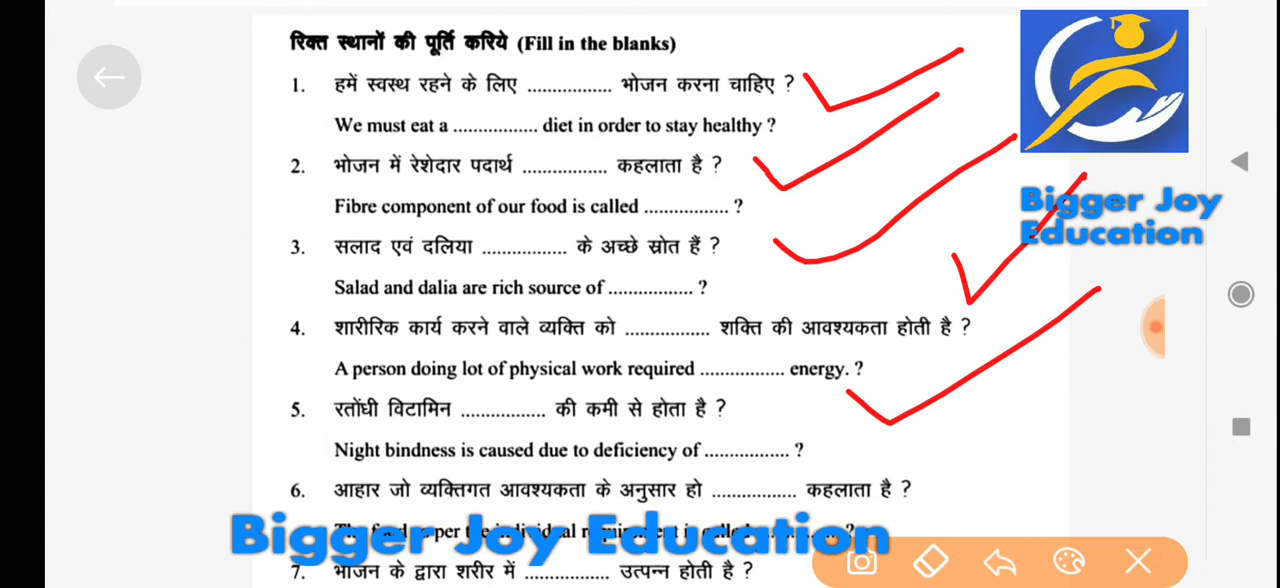 रिक्त स्थानों की पूर्ति करिये (Fill in the blanks)
1. हमें स्वस्थ रहने के लिए ................ भोजन करना चाहिए ?
We must eat a ................ diet in order to stay healthy ?
2. भोजन में रेशेदार पदार्थ ................ कहलाता है ?
Fibre component of our food is called ................ ?
3. सलाद एवं दलिया ................ के अच्छे स्रोत हैं ?
Salad and dalia are rich source of ................ ?
4. शारीरिक कार्य करने वाले व्यक्ति को ................ शक्ति की आवश्यकता होती है ?
A person doing lot of physical work required ................ energy. ?
5. रतोंधी विटामिन ................ की कमी से होता है ?
Night bindness is caused due to deficiency of ................ ?
6. आहार जो व्यक्तिगत आवश्यकता के अनुसार हो ................ कहलाता है ?
7. भोजन के द्वारा शरीर में ................ उत्पन्न होती है ?
Bigger Joy
Education
Bigger Joy Education